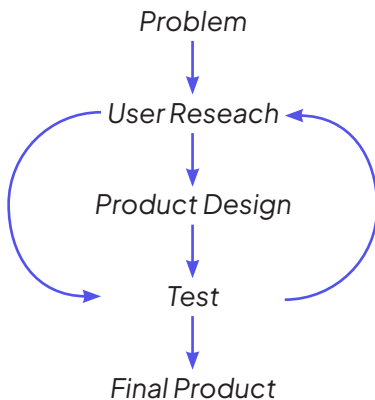 Problem
User Reseach
Product Design
Test
Final Product